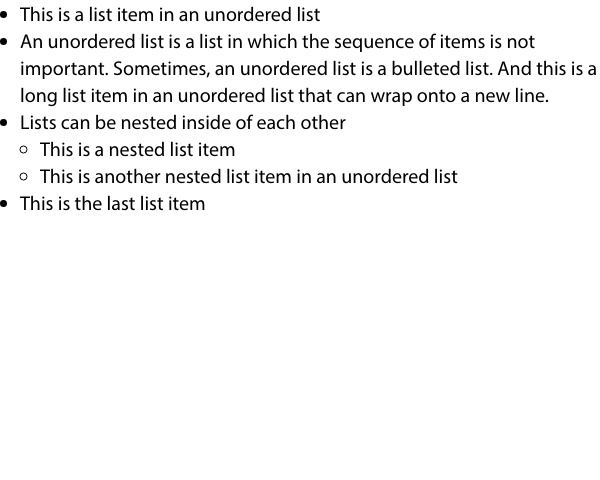 This is a list item in an unordered list
An unordered list is a list in which the sequence of items is not
important. Sometimes, an unordered list is a bulleted list. And this is a
long list item in an unordered list that can wrap onto a new line.
Lists can be nested inside of each other
This is a nested list item
This is another nested list item in an unordered list
This is the last list item